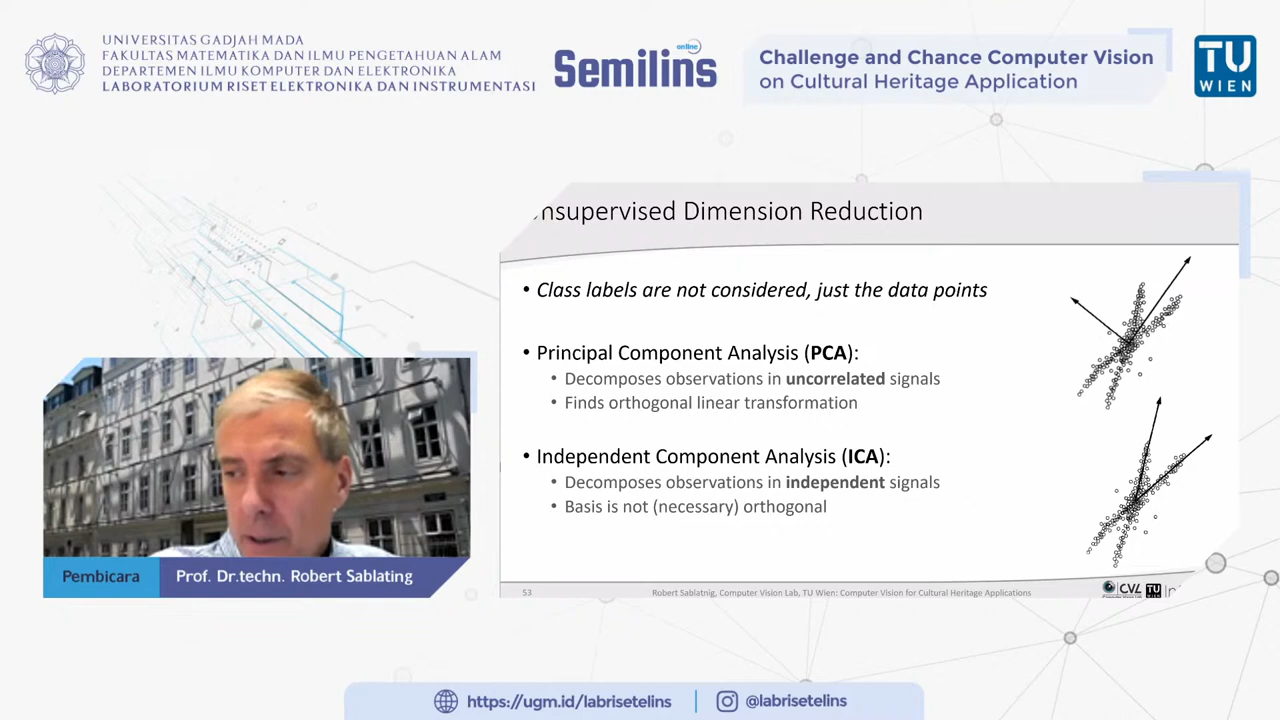 UNIVERSITAS GADJAH MADA
FAKULTAS MATEMATIKA DAN ILMU PENGETAHUAN ALAM
DEPARTEMEN ILMU KOMPUTER DAN ELEKTRONIKA
LABORATORIUM RISET ELEKTRONIKA DAN INSTRUMENTASI
online
Semilins
Challenge and Chance Computer Vision
on Cultural Heritage Application
TU
WIEN
nsupervised Dimension Reduction
• Class labels are not considered, just the data points
• Principal Component Analysis (PCA):
• Decomposes observations in uncorrelated signals
• Finds orthogonal linear transformation
• Independent Component Analysis (ICA):
• Decomposes observations in independent signals
• Basis is not (necessary) orthogonal
53
Robert Sablatnig, Computer Vision Lab, TU Wien: Computer Vision for Cultural Heritage Applications
CVL
TU
Pembicara
Prof. Dr.techn. Robert Sablating
https://ugm.id/labrisetelins
@labrisetelins